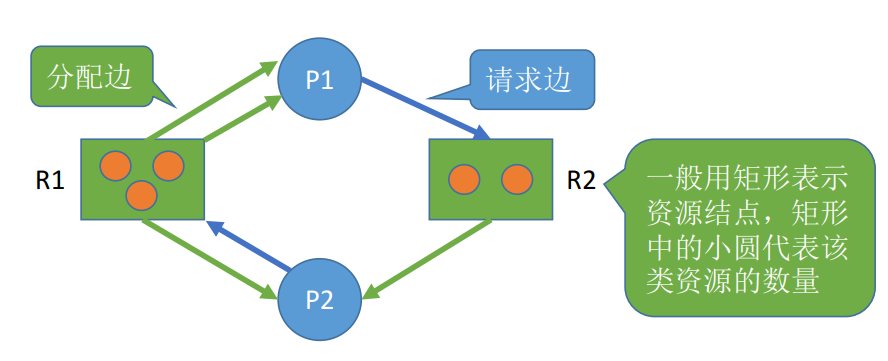 分配边
P1
请求边
R1
R2
一般用矩形表示
资源结点，矩形
中的小圆代表该
类资源的数量
P2